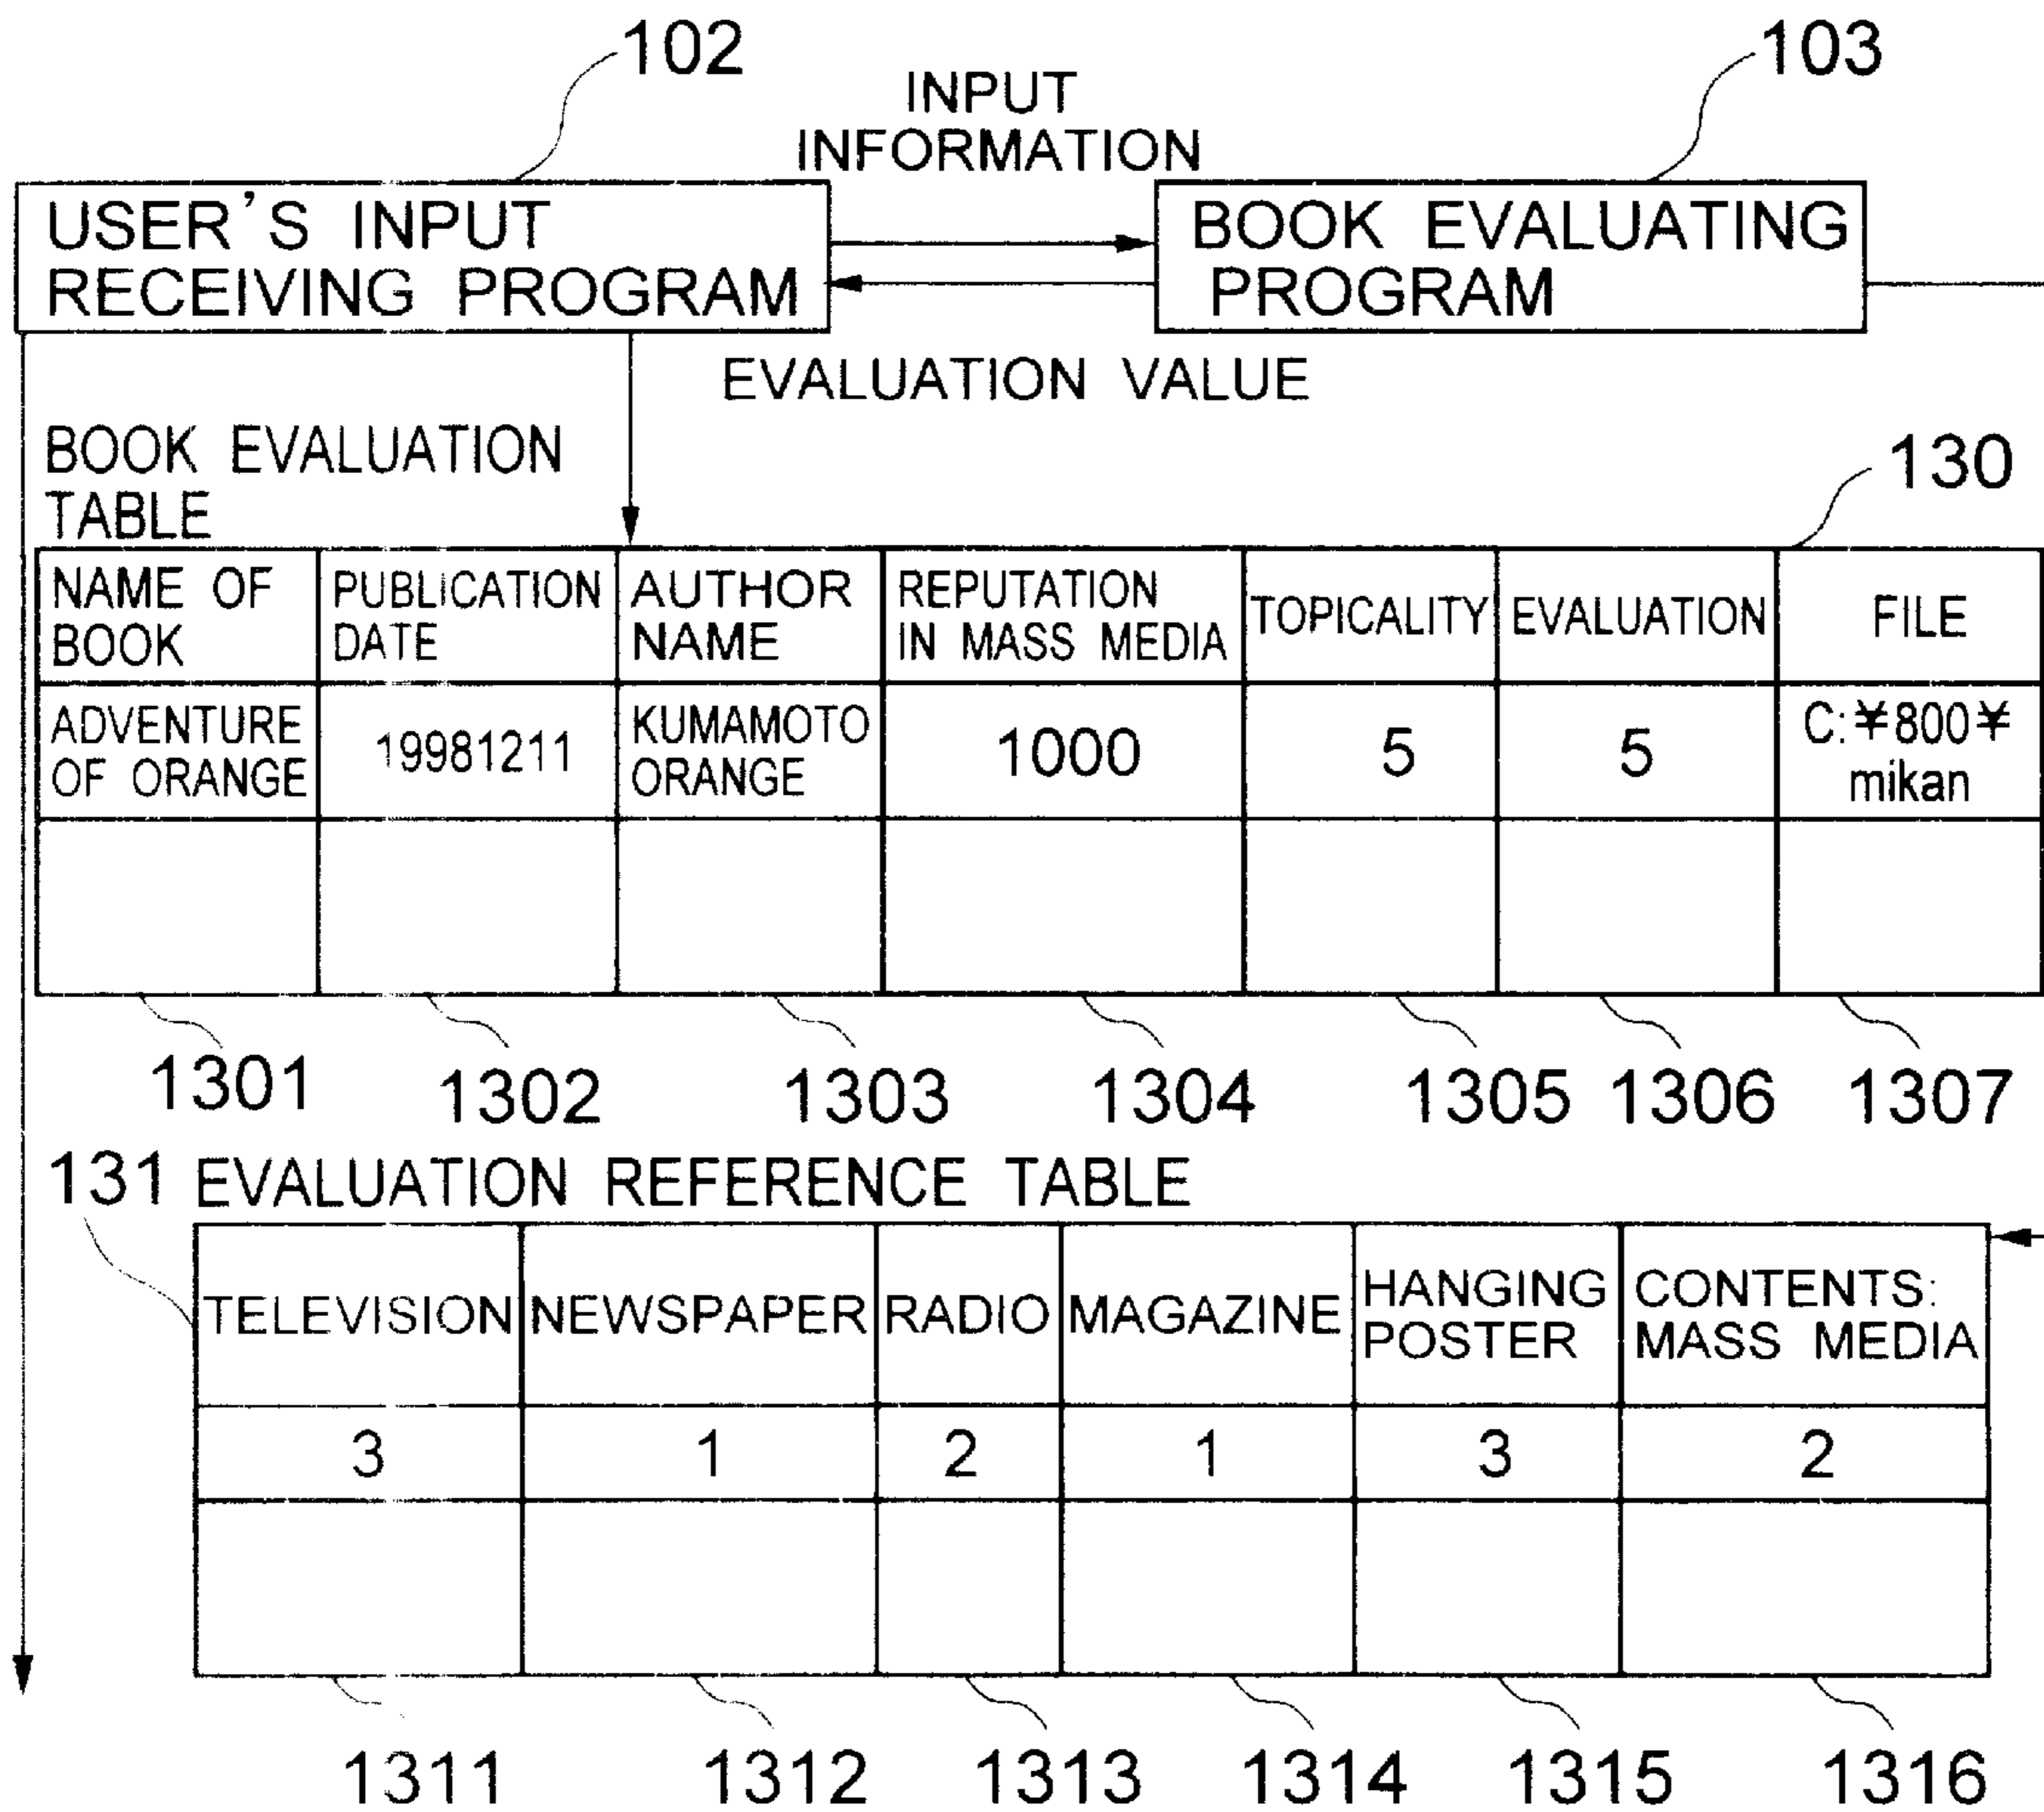 102
103
INPUT
INFORMATION
USER'S INPUT
RECEIVING PROGRAM
BOOK EVALUATING
PROGRAM
EVALUATION VALUE
BOOK EVALUATION
TABLE
130
NAME OF
BOOK
PUBLICATION
DATE
AUTHOR
NAME
REPUTATION
IN MASS MEDIA
TOPICALITY
EVALUATION
FILE
ADVENTURE
OF ORANGE
19981211
KUMAMOTO
ORANGE
1000
5
5
C:¥800¥
mikan
1301
1302
1303
1304
1305
1306
1307
131
EVALUATION REFERENCE TABLE
TELEVISION
NEWSPAPER
RADIO
MAGAZINE
HANGING
POSTER
CONTENTS:
MASS MEDIA
3
1
2
1
3
2
1311
1312
1313
1314
1315
1316